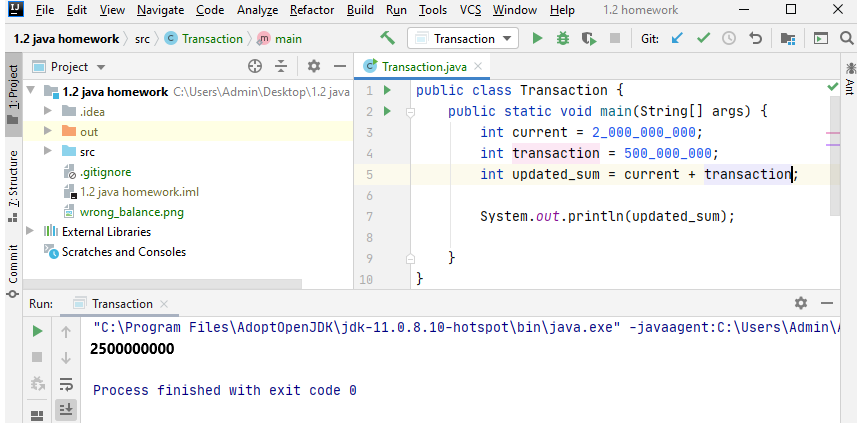 File Edit View Navigate Code Analyze Refactor Build Run Tools VCS Window Help 1.2 homework
1.2 java homework src Transaction main Transaction Git:
1: Project
Project
1.2 java homework C:\Users\Admin\Desktop\1.2 java
.idea
out
src
.gitignore
1.2 java homework.iml
wrong_balance.png
External Libraries
Scratches and Consoles
7: Structure
Commit
Transaction.java
1 public class Transaction {
2 public static void main(String[] args) {
3 int current = 2_000_000_000;
4 int transaction = 500_000_000;
5 int updated_sum = current + transaction;
6
7 System.out.println(updated_sum);
8
9 }
10 }
Ant
Run: Transaction
"C:\Program Files\AdoptOpenJDK\jdk-11.0.8.10-hotspot\bin\java.exe" -javaagent:C:\Users\Admin\A
2500000000
Process finished with exit code 0